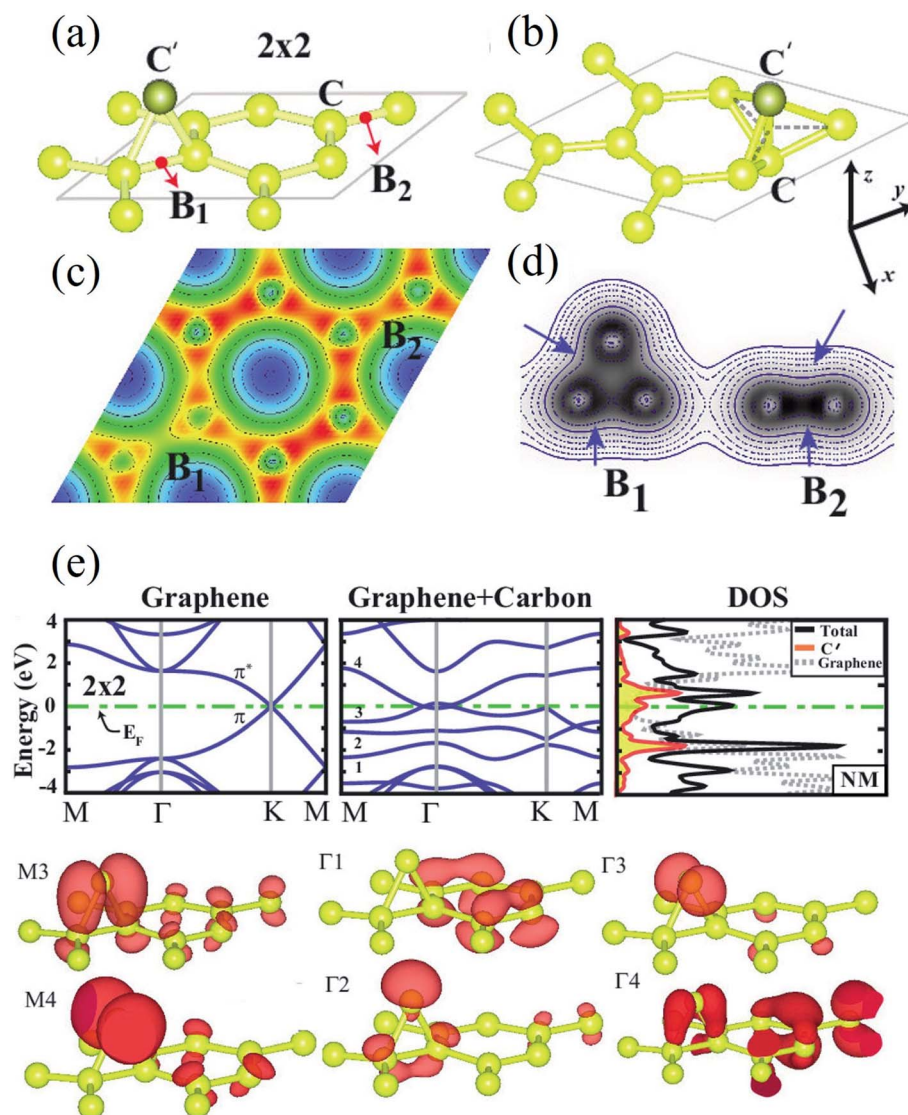 (a)
C′
2x2
C
B1
B2
(b)
C′
C
z
y
x
(c)
B2
B1
(d)
B1
B2
(e)
Graphene
Graphene+Carbon
DOS
Energy (eV)
4
2
0
-2
-4
2x2
EF
π*
π
M Γ K M
4
3
2
1
M Γ K M
Total
C′
Graphene
NM
M3
Γ1
Γ3
M4
Γ2
Γ4